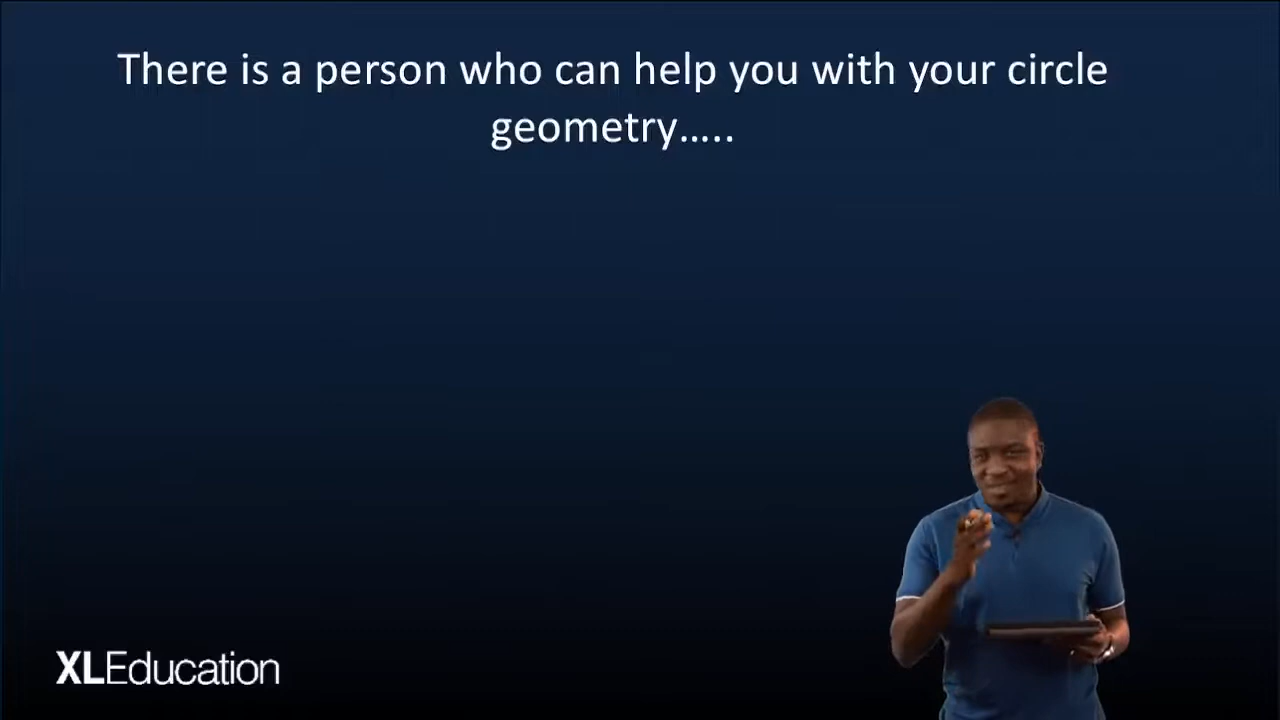 There is a person who can help you with your circle
geometry.....
XLEducation